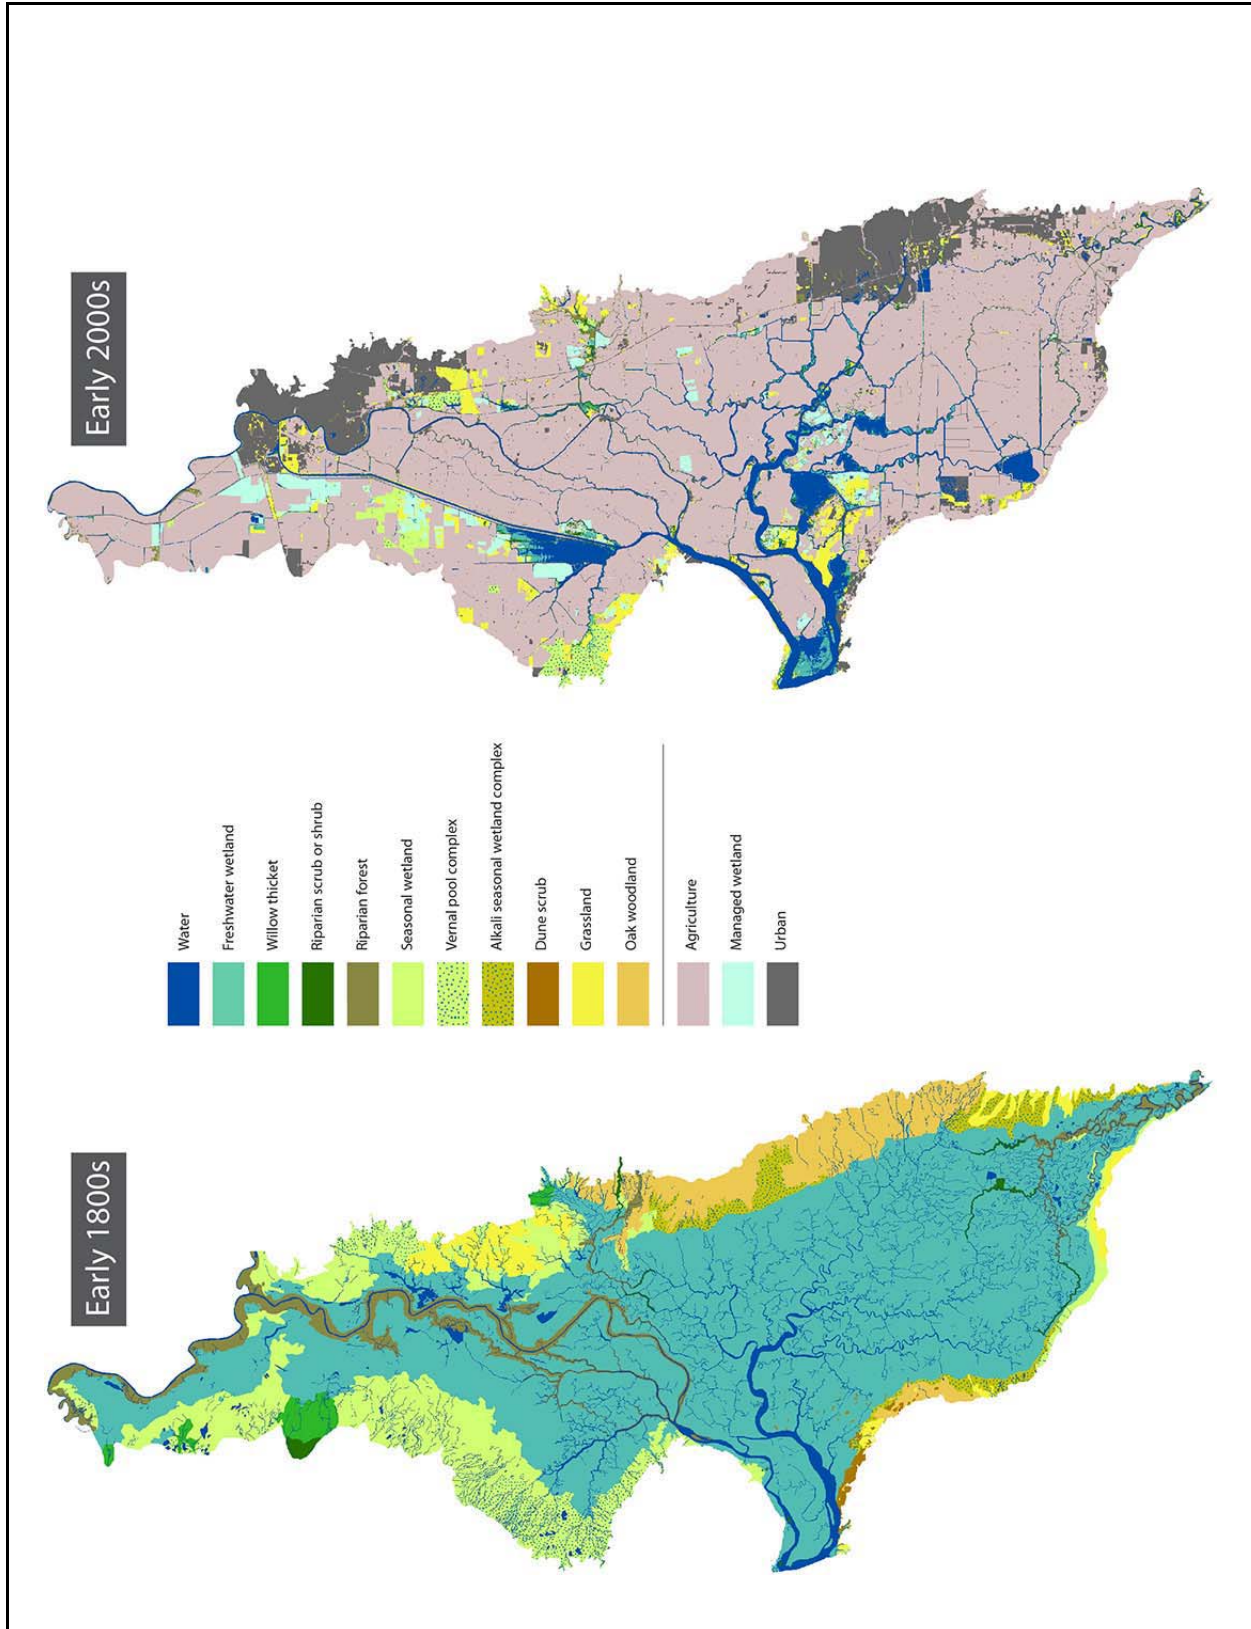 Early 1800s
Water
Freshwater wetland
Willow thicket
Riparian scrub or shrub
Riparian forest
Seasonal wetland
Vernal pool complex
Alkali seasonal wetland complex
Dune scrub
Grassland
Oak woodland
Agriculture
Managed wetland
Urban
Early 2000s